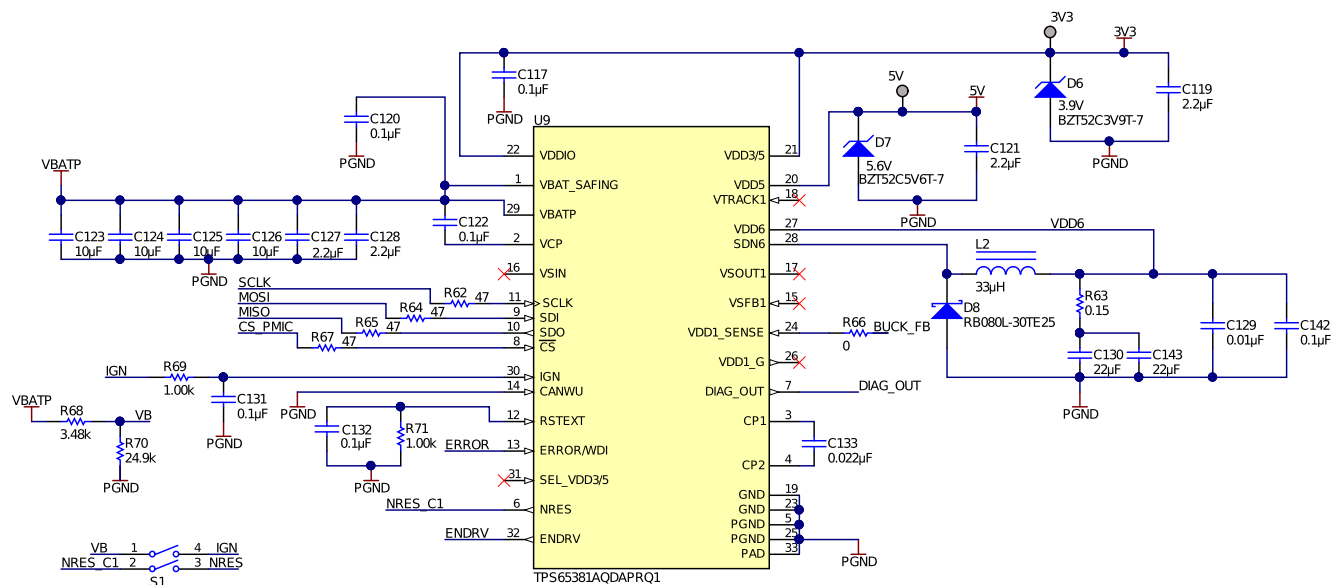 3V3
3V3
C117
0.1µF
PGND
5V
5V
D6
3.9V
BZT52C3V9T-7
C119
2.2µF
PGND
C120
0.1µF
PGND
U9
D7
5.6V
BZT52C5V6T-7
C121
2.2µF
PGND
VBATP
22 VDDIO VDD3/5 21
1 VBAT_SAFING VDD5 20
VTRACK1 18
29 VBATP VDD6 27 VDD6
2 VCP SDN6 28
16 VSIN VSOUT1 17
11 SCLK VSFB1 15
9 SDI
10 SDO VDD1_SENSE 24
8 CS VDD1_G 26
30 IGN
14 CANWU DIAG_OUT 7 DIAG_OUT
12 RSTEXT CP1 3
13 ERROR/WDI CP2 4
31 SEL_VDD3/5 GND 19
6 NRES GND 23
PGND 5
32 ENDRV PGND 25
PAD 33
TPS65381AQDAPRQ1
C122
0.1µF
C123
10µF
C124
10µF
C125
10µF
C126
10µF
C127
2.2µF
C128
2.2µF
PGND
SCLK R62 47
MOSI R64 47
MISO R65 47
CS_PMIC R67 47
L2
33µH
D8
RB080L-30TE25
R63
0.15
C129
0.01µF
C142
0.1µF
C130
22µF
C143
22µF
PGND
R66
0
BUCK_FB
IGN R69
1.00k
C131
0.1µF
PGND
PGND
VBATP
R68
3.48k
VB
R70
24.9k
PGND
C132
0.1µF
R71
1.00k
PGND
ERROR
NRES_C1
ENDRV
C133
0.022µF
PGND
VB 1 4 IGN
NRES_C1 2 3 NRES
S1